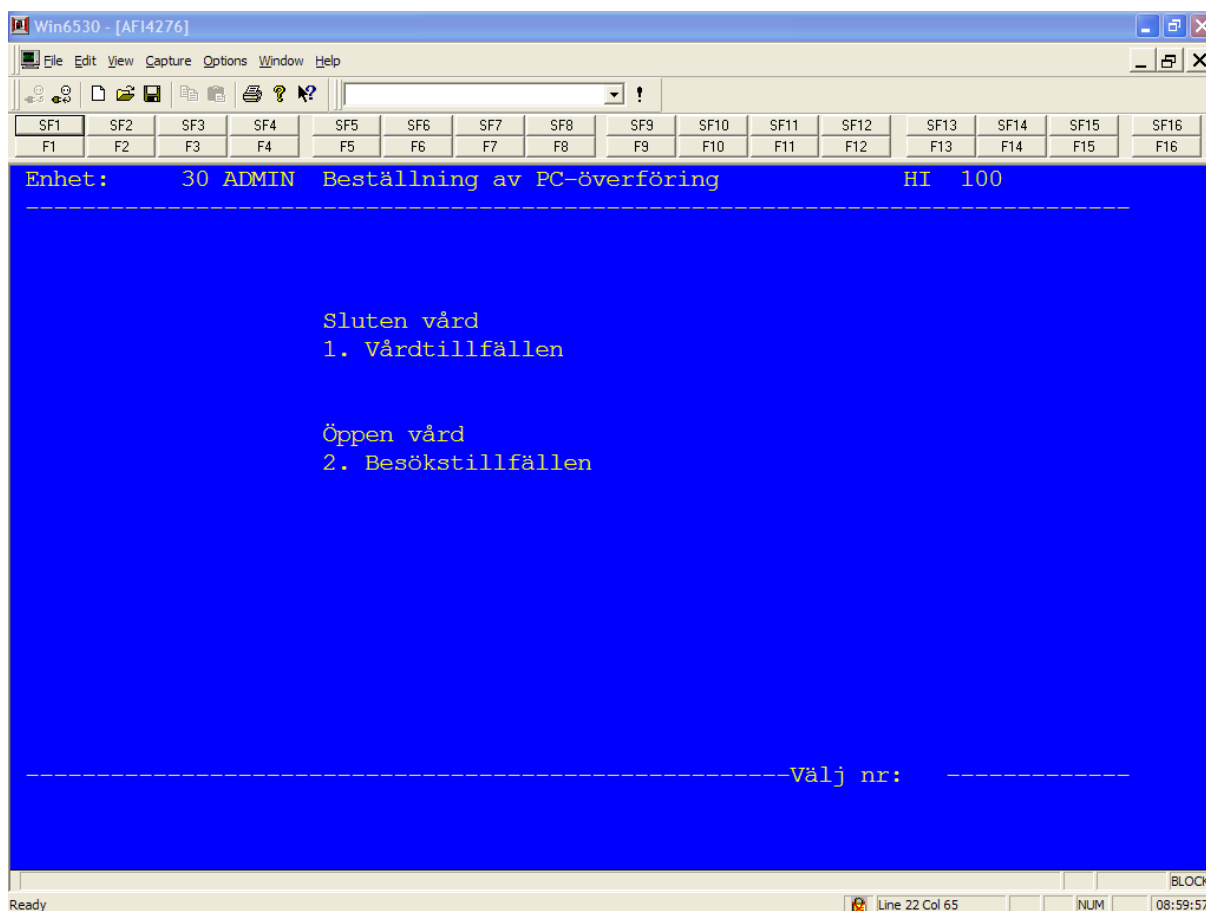 Win6530 - [AFI4276]
File Edit View Capture Options Window Help
SF1 SF2 SF3 SF4 SF5 SF6 SF7 SF8 SF9 SF10 SF11 SF12 SF13 SF14 SF15 SF16
F1 F2 F3 F4 F5 F6 F7 F8 F9 F10 F11 F12 F13 F14 F15 F16
Enhet: 30 ADMIN Beställning av PC-överföring HI 100
Sluten vård
1. Vårdtillfällen
Öppen vård
2. Besökstillfällen
Välj nr:
BLOCK
Ready Line 22 Col 65 NUM 08:59:57